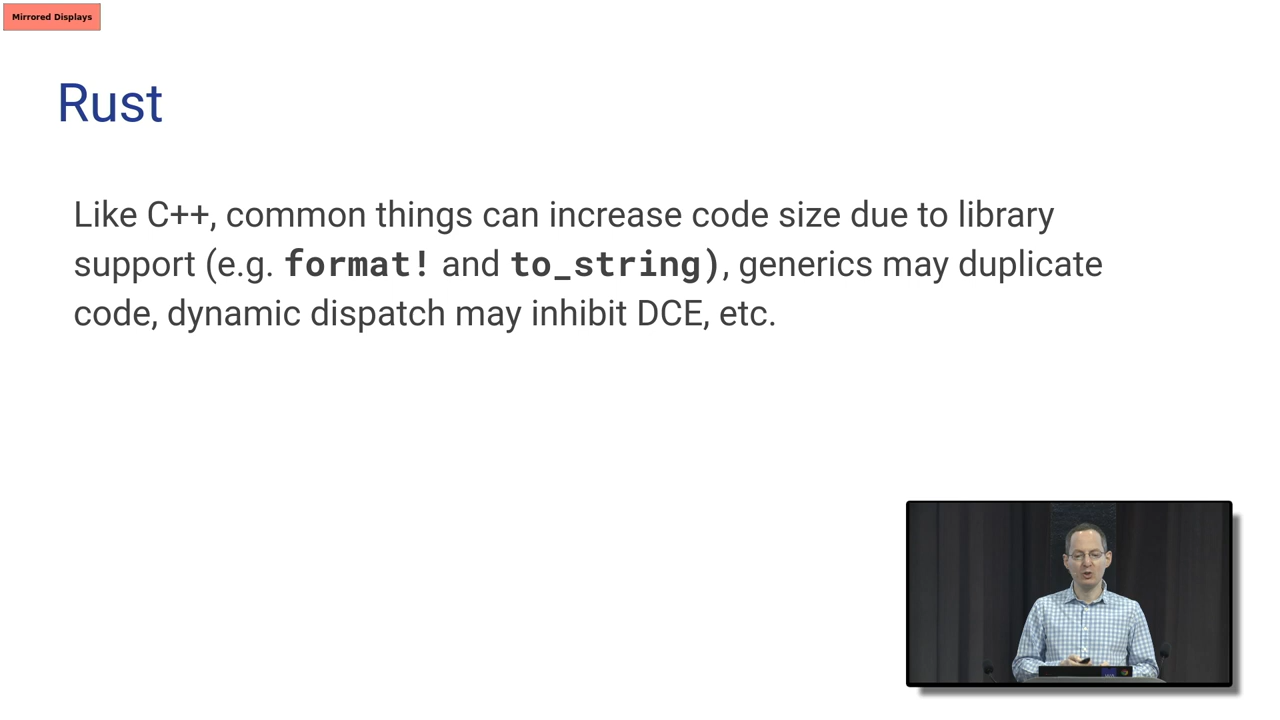 Mirrored Displays
Rust
Like C++, common things can increase code size due to library
support (e.g. format! and to_string), generics may duplicate
code, dynamic dispatch may inhibit DCE, etc.